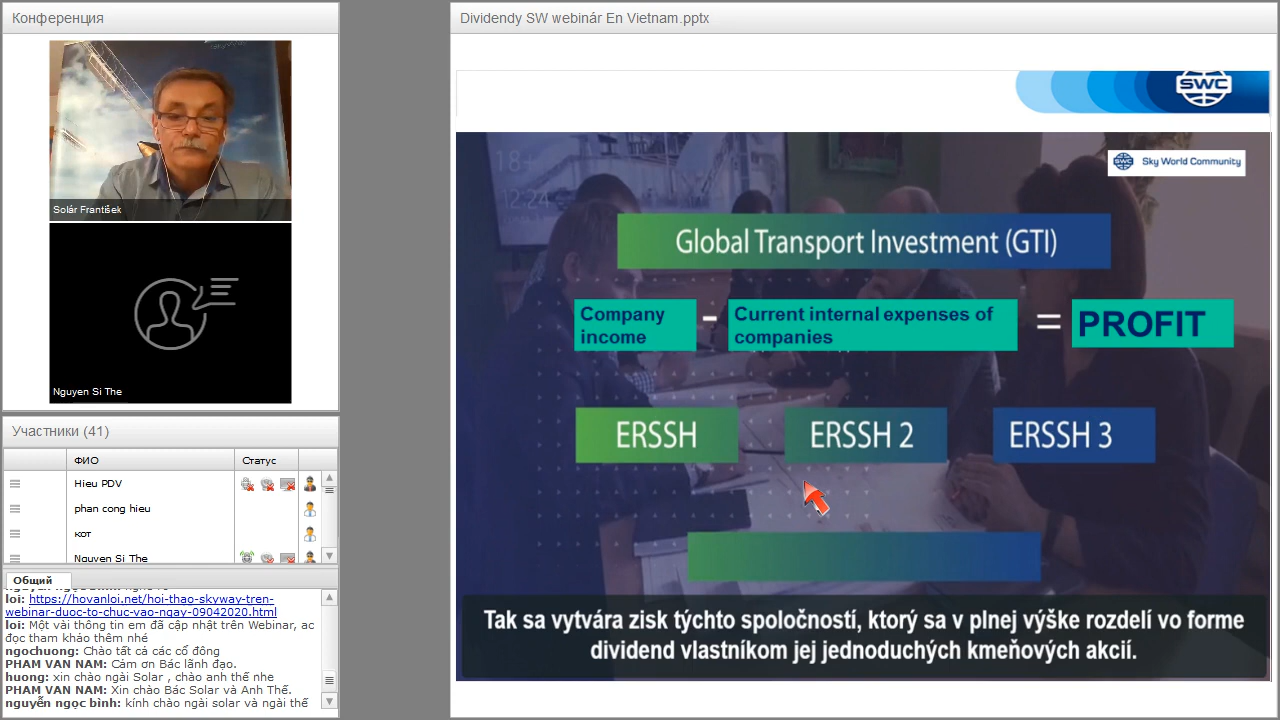 Конференция
Solár František
Nguyen Si The
Участники (41)
ФИО
Статус
Hieu PDV
phan cong hieu
кот
Nguyen Si The
Общий
loi: https://hovanloi.net/hoi-thao-skyway-tren-
webinar-duoc-to-chuc-vao-ngay-09042020.html
loi: Một vài thông tin em đã cập nhật trên Webinar, ac
đọc tham khảo thêm nhé
ngochuong: Chào tất cả các cổ đông
PHAM VAN NAM: Cám ơn Bác lãnh đạo.
huong: xin chào ngài Solar , chào anh thế nhe
PHAM VAN NAM: Xin chào Bác Solar và Anh Thế.
nguyễn ngọc bình: kính chào ngài solar và ngài thế
Dividendy SW webinár En Vietnam.pptx
SWC
18+
12:24
SWC Sky World Community
Global Transport Investment (GTI)
Company
income
-
Current internal expenses of
companies
= PROFIT
ERSSH
ERSSH 2
ERSSH 3
Tak sa vytvára zisk týchto spoločností, ktorý sa v plnej výške rozdelí vo forme
dividend vlastníkom jej jednoduchých kmeňových akcií.